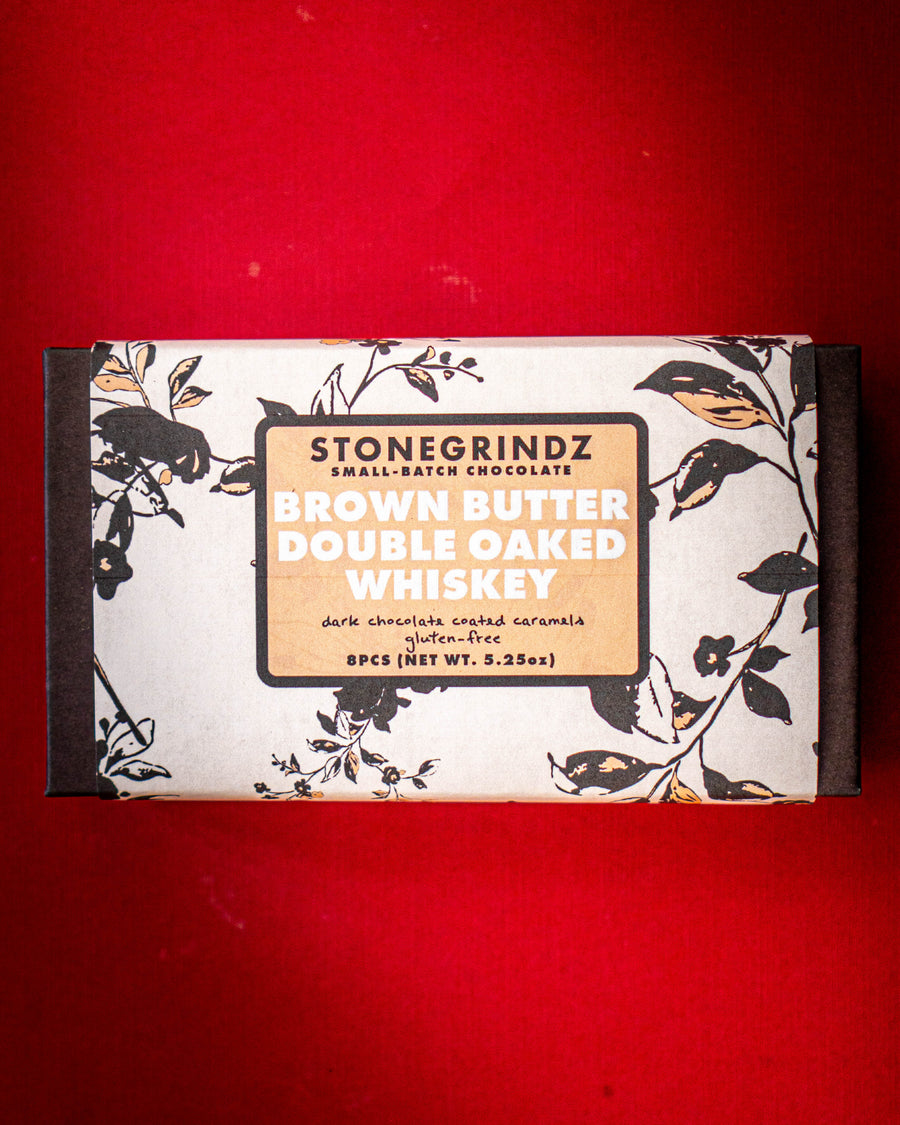 STONEGRINDZ
SMALL-BATCH CHOCOLATE
BROWN BUTTER
DOUBLE OAKED
WHISKEY
dark chocolate coated caramels
gluten-free
8PCS (NET WT. 5.25oz)